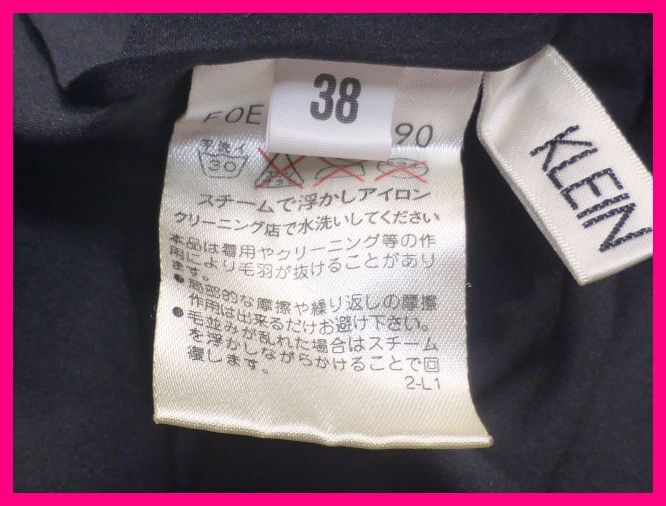 38
FOE
90
手洗イ
30
スチームで浮かしアイロン
クリーニング店で水洗いしてください
本品は着用やクリーニング等の作
用により毛羽が抜けることがあり
ます。
●局部的な摩擦や繰り返しの摩擦
作用は出来るだけお避け下さい。
●毛並みが乱れた場合はスチーム
を浮かしながらかけることで回
復します。
2-L1
KLEIN